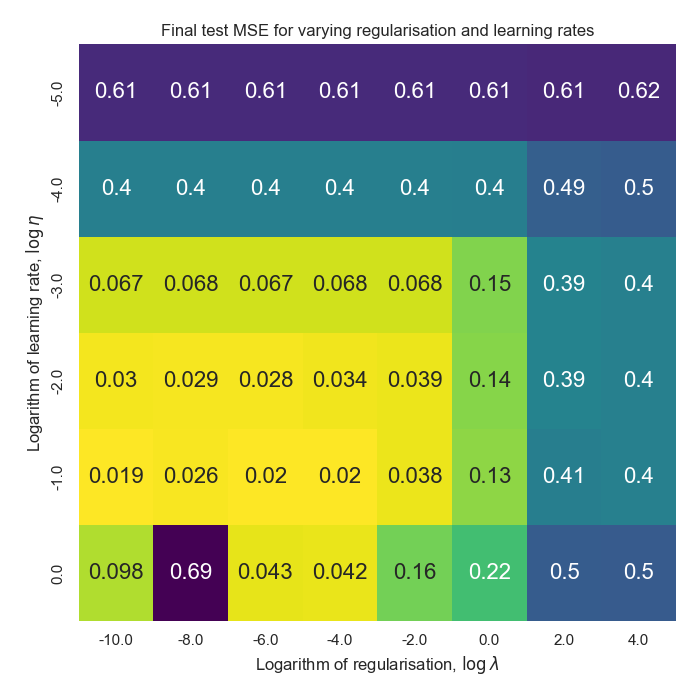 Final test MSE for varying regularisation and learning rates
Logarithm of learning rate, log η
-5.0 0.61 0.61 0.61 0.61 0.61 0.61 0.61 0.62
-4.0 0.4 0.4 0.4 0.4 0.4 0.4 0.49 0.5
-3.0 0.067 0.068 0.067 0.068 0.068 0.15 0.39 0.4
-2.0 0.03 0.029 0.028 0.034 0.039 0.14 0.39 0.4
-1.0 0.019 0.026 0.02 0.02 0.038 0.13 0.41 0.4
0.0 0.098 0.69 0.043 0.042 0.16 0.22 0.5 0.5
-10.0 -8.0 -6.0 -4.0 -2.0 0.0 2.0 4.0
Logarithm of regularisation, log λ